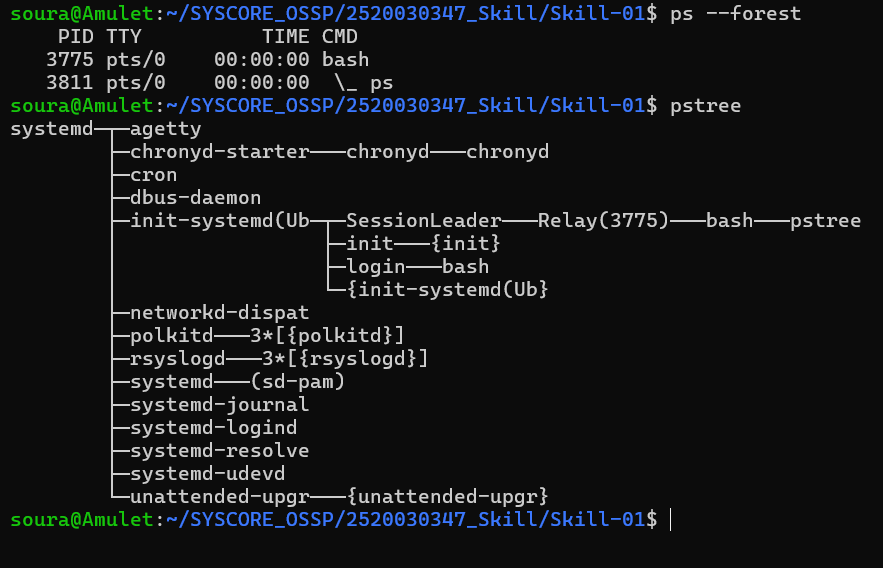 soura@Amulet:~/SYSCORE_OSSP/2520030347_Skill/Skill-01$ ps --forest
    PID TTY          TIME CMD
   3775 pts/0    00:00:00 bash
   3811 pts/0    00:00:00  \_ ps
soura@Amulet:~/SYSCORE_OSSP/2520030347_Skill/Skill-01$ pstree
systemd─┬─agetty
        ├─chronyd-starter───chronyd───chronyd
        ├─cron
        ├─dbus-daemon
        ├─init-systemd(Ub─┬─SessionLeader───Relay(3775)───bash───pstree
        │                 ├─init───{init}
        │                 ├─login───bash
        │                 └─{init-systemd(Ub}
        ├─networkd-dispat
        ├─polkitd───3*[{polkitd}]
        ├─rsyslogd───3*[{rsyslogd}]
        ├─systemd───(sd-pam)
        ├─systemd-journal
        ├─systemd-logind
        ├─systemd-resolve
        ├─systemd-udevd
        └─unattended-upgr───{unattended-upgr}
soura@Amulet:~/SYSCORE_OSSP/2520030347_Skill/Skill-01$